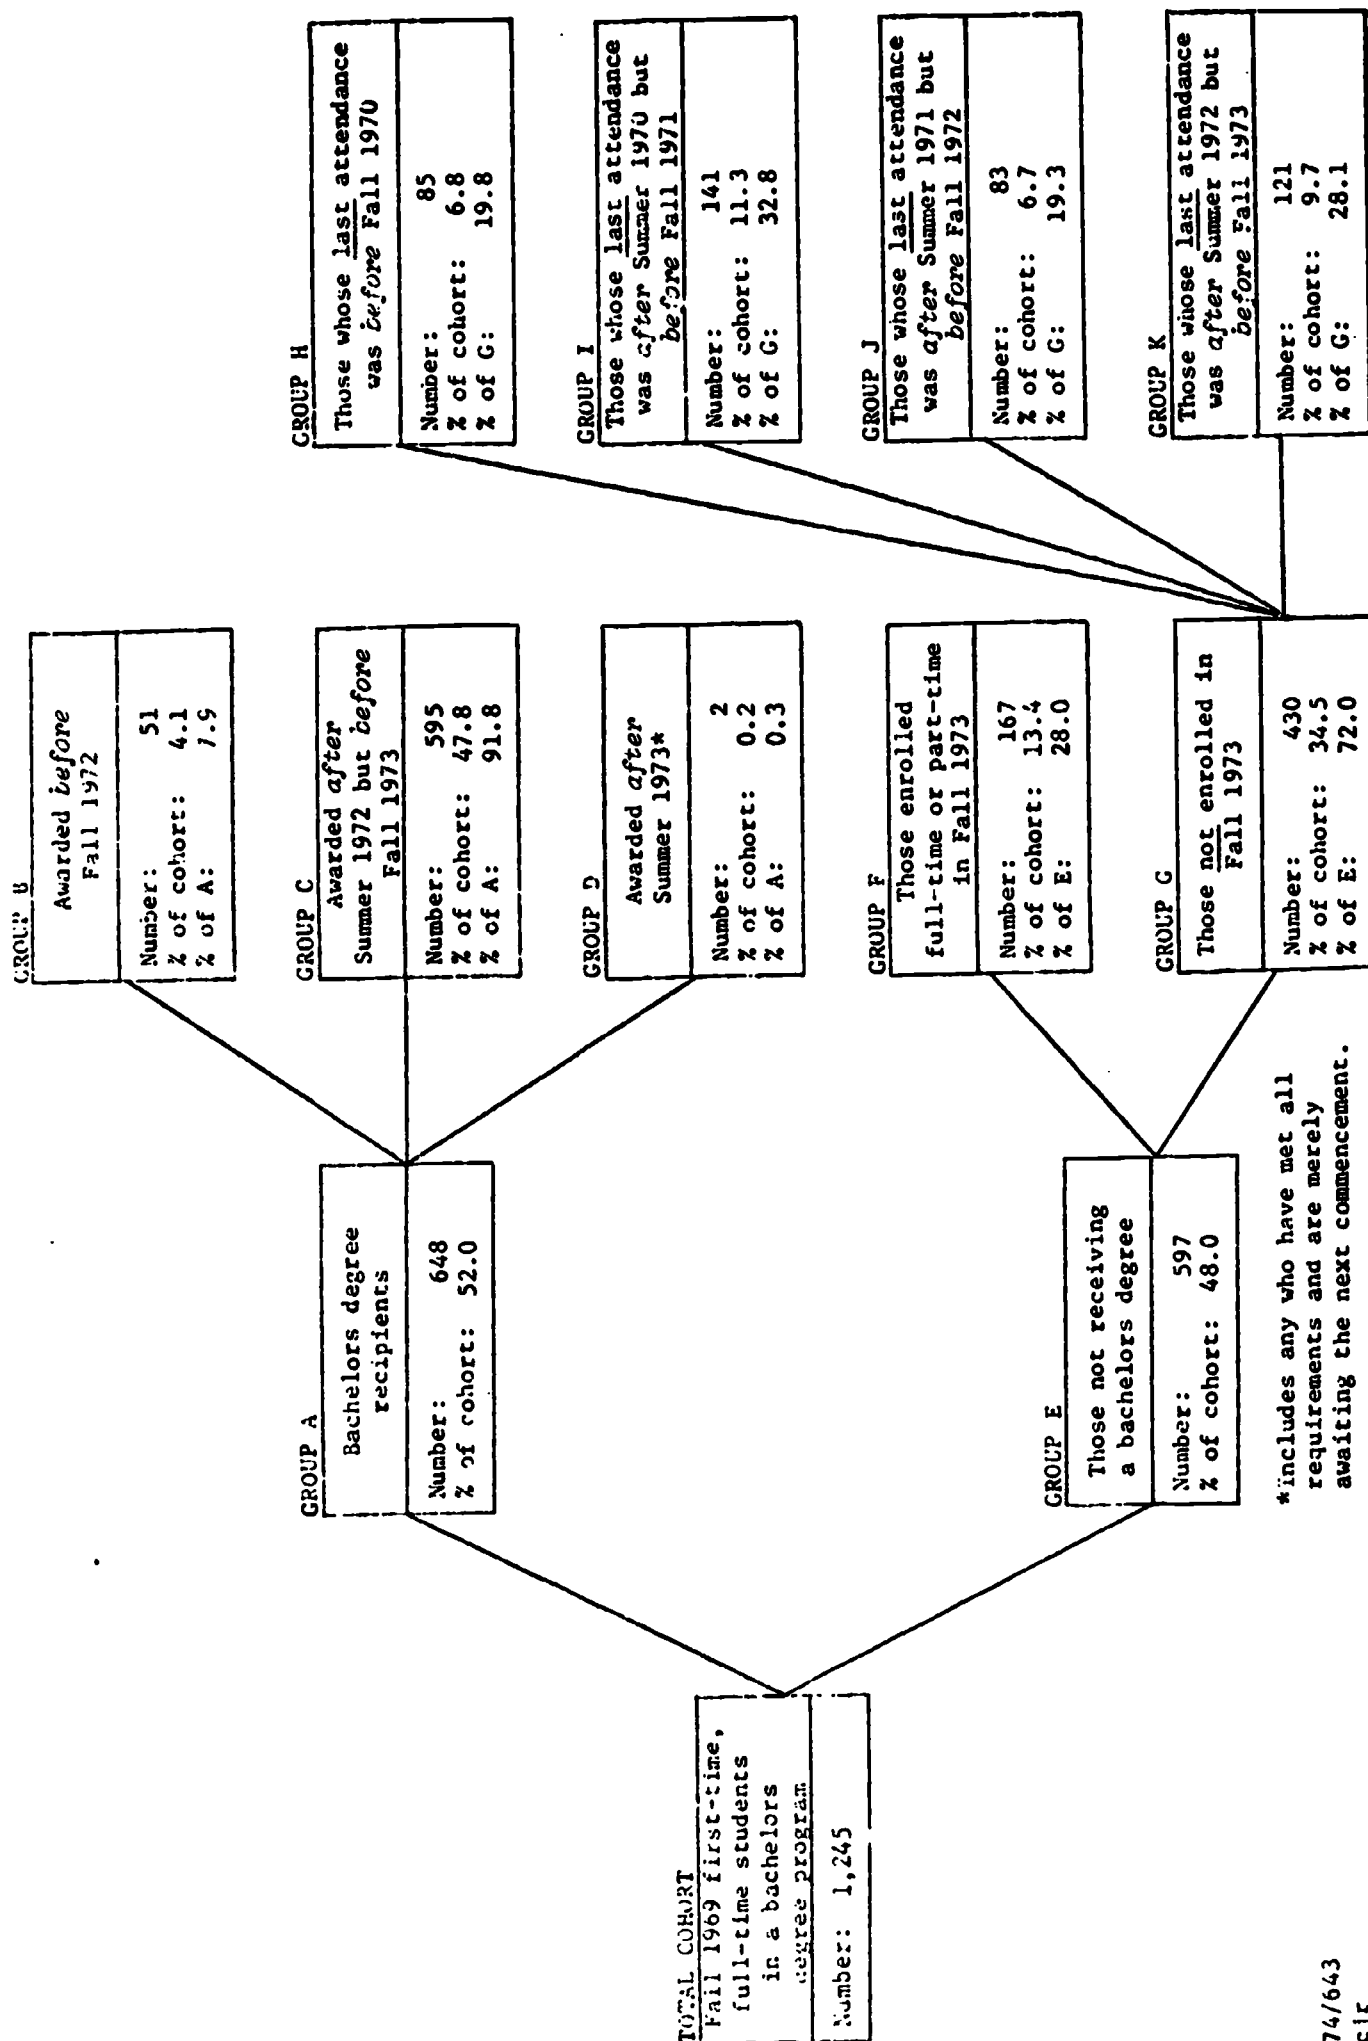 TOTAL COHORT
Fall 1969 first-time,
full-time students
in a bachelors
degree program
Number: 1,245
GROUP A
Bachelors degree
recipients
Number: 648
% of cohort: 52.0
GROUP E
Those not receiving
a bachelors degree
Number: 597
% of cohort: 48.0
*includes any who have met all
requirements and are merely
awaiting the next commencement.
GROUP B
Awarded before
Fall 1972
Number: 51
% of cohort: 4.1
% of A: 7.9
GROUP C
Awarded after
Summer 1972 but before
Fall 1973
Number: 595
% of cohort: 47.8
% of A: 91.8
GROUP D
Awarded after
Summer 1973*
Number: 2
% of cohort: 0.2
% of A: 0.3
GROUP F
Those enrolled
full-time or part-time
in Fall 1973
Number: 167
% of cohort: 13.4
% of E: 28.0
GROUP G
Those not enrolled in
Fall 1973
Number: 430
% of cohort: 34.5
% of E: 72.0
GROUP H
Those whose last attendance
was before Fall 1970
Number: 85
% of cohort: 6.8
% of G: 19.8
GROUP I
Those whose last attendance
was after Summer 1970 but
before Fall 1971
Number: 141
% of cohort: 11.3
% of G: 32.8
GROUP J
Those whose last attendance
was after Summer 1971 but
before Fall 1972
Number: 83
% of cohort: 6.7
% of G: 19.3
GROUP K
Those whose last attendance
was after Summer 1972 but
before Fall 1973
Number: 121
% of cohort: 9.7
% of G: 28.1
74/643